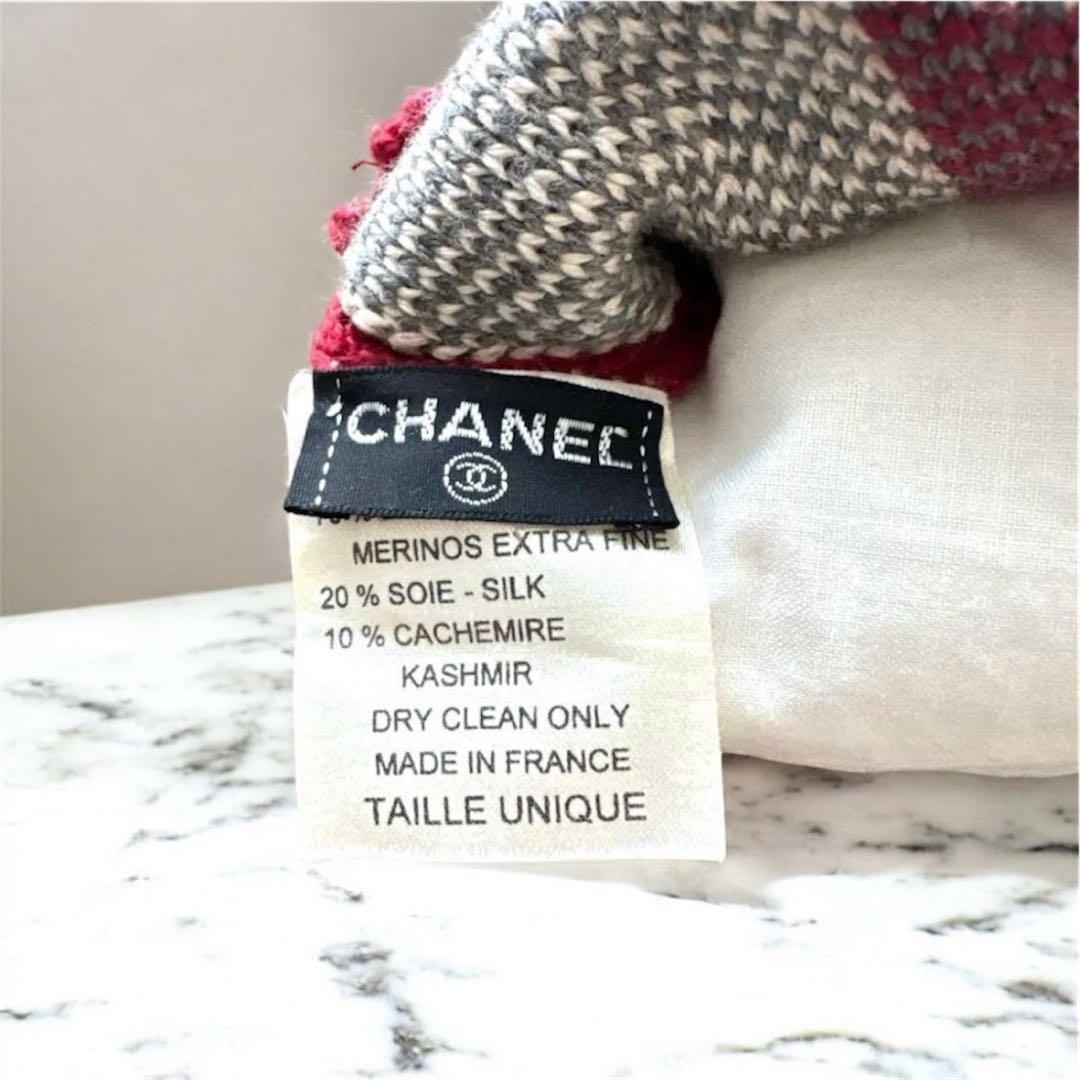 CHANEL
MERINOS EXTRA FINE
20 % SOIE - SILK
10 % CACHEMIRE
KASHMIR
DRY CLEAN ONLY
MADE IN FRANCE
TAILLE UNIQUE